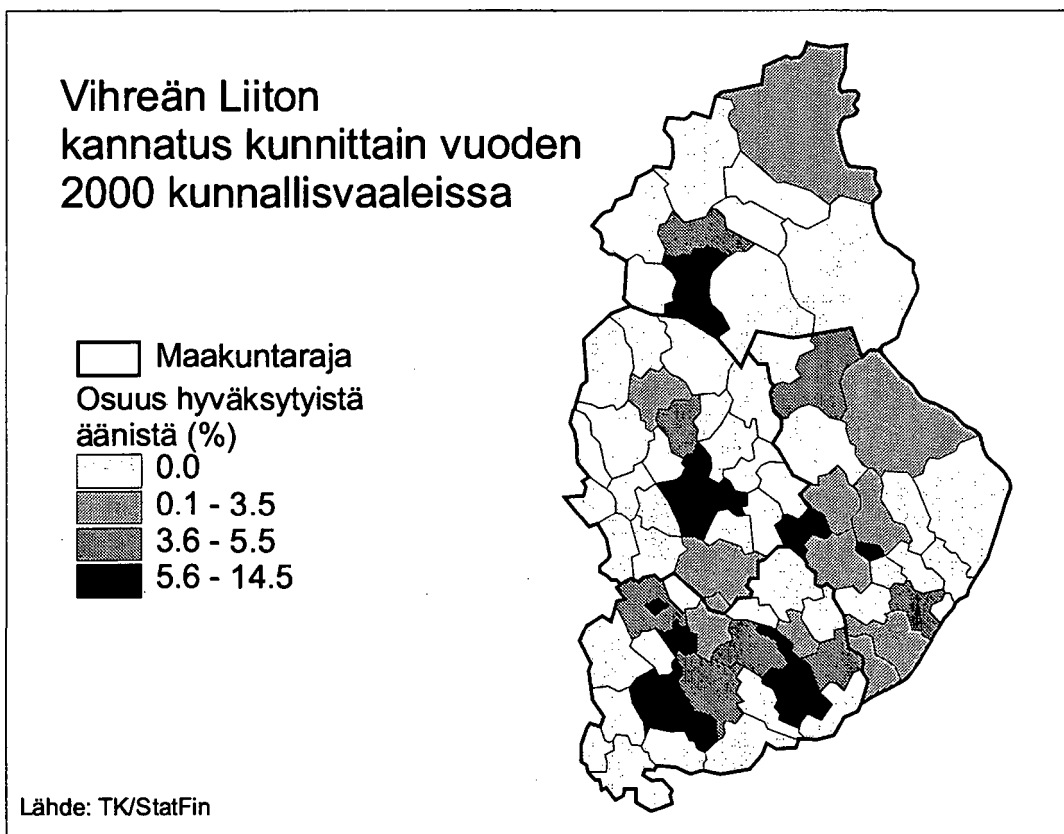 Vihreän Liiton
kannatus kunnittain vuoden
2000 kunnallisvaaleissa
Maakuntaraja
Osuus hyväksytyistä
äänistä (%)
0.0
0.1 - 3.5
3.6 - 5.5
5.6 - 14.5
Lähde: TK/StatFin